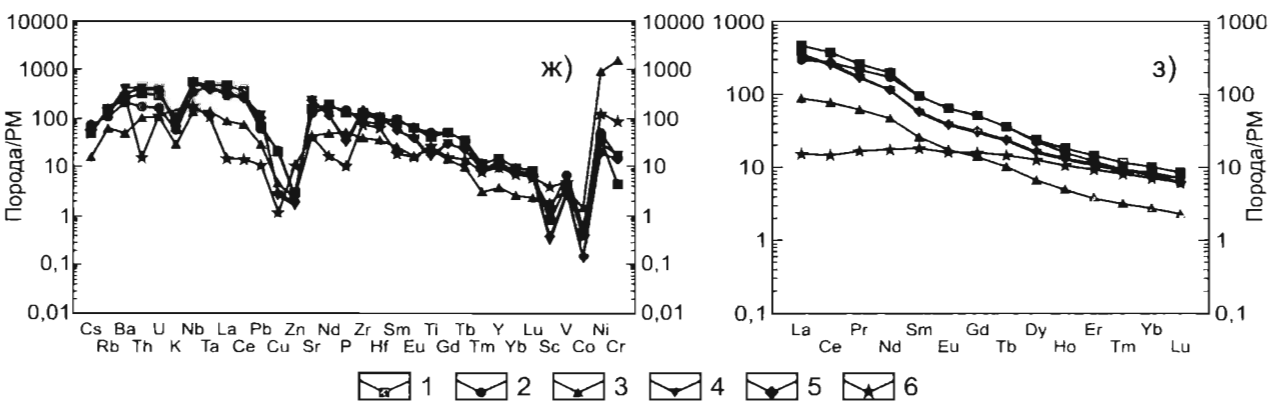 10000
10000
1000
1000
1000
1000
ж)
з)
1000
1000
100
100
100
100
10
10
10
10
1
1
1
1
0,1
0,1
0,01
0,01
0,1
0,1
Порода/РМ
Порода/РМ
Cs Ba U Nb La Pb Zn Nd Zr Sm Ti Tb Y Lu V Ni
Rb Th K Ta Ce Cu Sr P Hf Eu Gd Tm Yb Sc Co Cr
La Pr Sm Gd Dy Er Yb
Ce Nd Eu Tb Ho Tm Lu
1 2 3 4 5 6